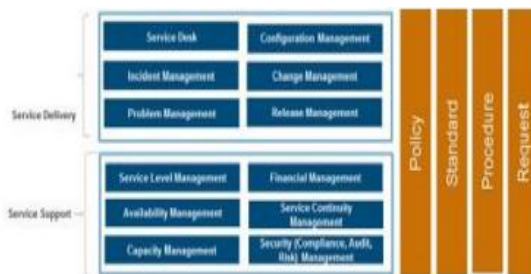 Service Desk
Configuration Management
Incident Management
Change Management
Service Delivery
Problem Management
Release Management
Service Level Management
Financial Management
Service Support
Availability Management
Service Continuity
Management
Capacity Management
Security (Compliance, Audit,
Risk) Management
Policy
Standard
Procedure
Request